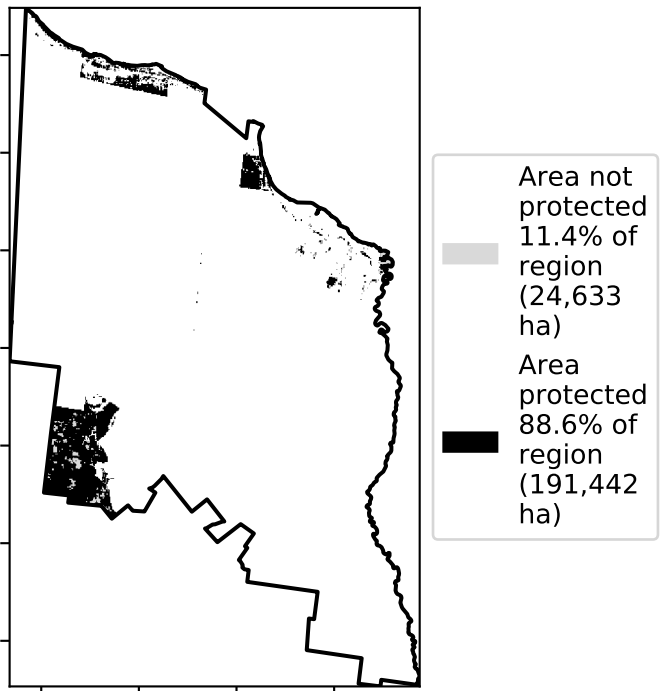 Area not
protected
11.4% of
region
(24,633
ha)
Area
protected
88.6% of
region
(191,442
ha)